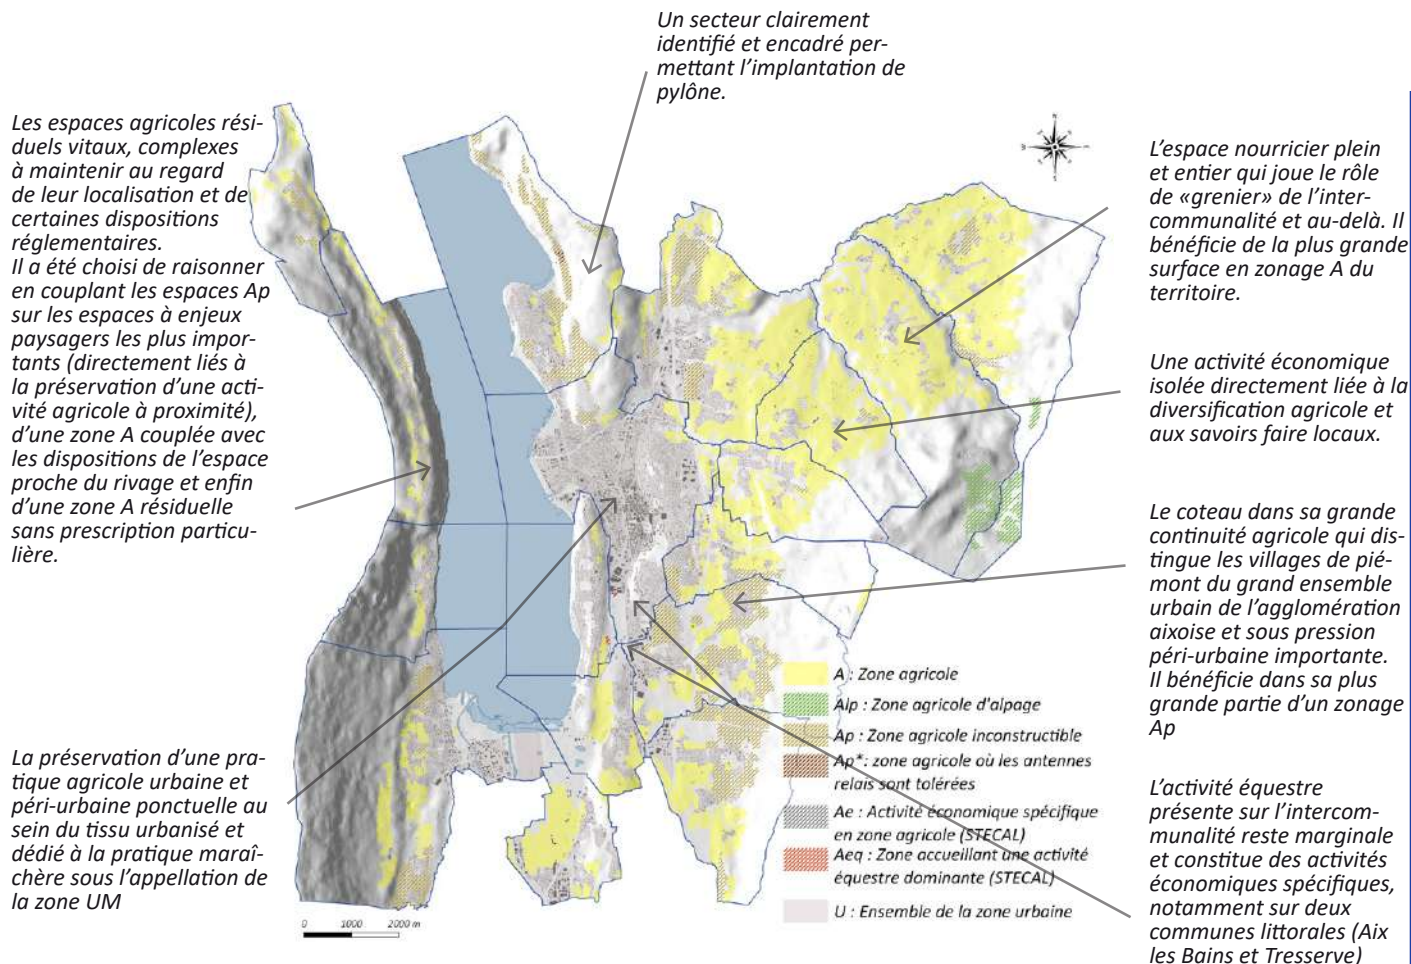 Un secteur clairement
identifié et encadré per-
mettant l'implantation de
pylône.
Les espaces agricoles rési-
duels vitaux, complexes
à maintenir au regard
de leur localisation et de
certaines dispositions
réglementaires.
Il a été choisi de raisonner
en couplant les espaces Ap
sur les espaces à enjeux
paysagers les plus impor-
tants (directement liés à
la préservation d'une acti-
vité agricole à proximité),
d'une zone A couplée avec
les dispositions de l'espace
proche du rivage et enfin
d'une zone A résiduelle
sans prescription particu-
lière.
La préservation d'une pra-
tique agricole urbaine et
péri-urbaine ponctuelle au
sein du tissu urbanisé et
dédié à la pratique maraî-
chère sous l'appellation de
la zone UM
L'espace nourricier plein
et entier qui joue le rôle
de «grenier» de l'inter-
communalité et au-delà. Il
bénéficie de la plus grande
surface en zonage A du
territoire.
Une activité économique
isolée directement liée à la
diversification agricole et
aux savoirs faire locaux.
Le coteau dans sa grande
continuité agricole qui dis-
tingue les villages de pié-
mont du grand ensemble
urbain de l'agglomération
aixoise et sous pression
péri-urbaine importante.
Il bénéficie dans sa plus
grande partie d'un zonage
Ap
L'activité équestre
présente sur l'intercom-
munalité reste marginale
et constitue des activités
économiques spécifiques,
notamment sur deux
communes littorales (Aix
les Bains et Tresserve)
A : Zone agricole
Alp : Zone agricole d'alpage
Ap : Zone agricole inconstructible
Ap*: zone agricole où les antennes
relais sont tolérées
Ae : Activité économique spécifique
en zone agricole (STECAL)
Aeq : Zone accueillant une activité
équestre dominante (STECAL)
U : Ensemble de la zone urbaine
0 1000 2000 m